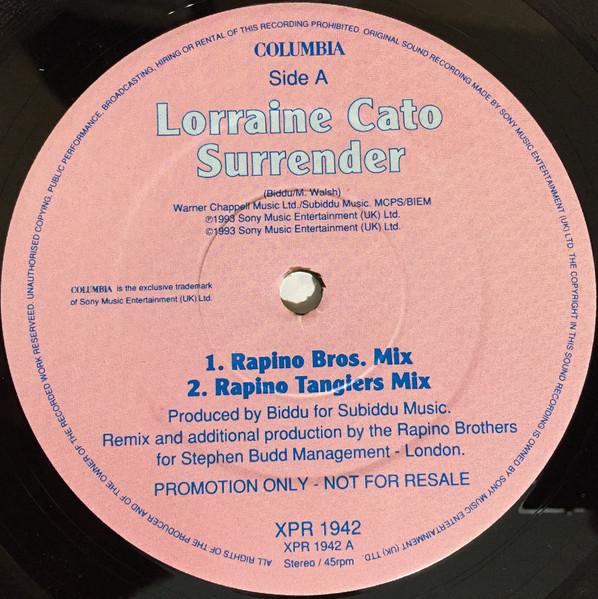 ALL RIGHTS OF THE PRODUCER AND OF THE OWNER OF THE RECORDED WORK RESERVEED. UNAUTHORISED COPYING, PUBLIC PERFORMANCE, BROADCASTING, HIRING OR RENTAL OF THIS RECORDING PROHIBITED. ORIGINAL SOUND RECORDING MADE BY SONY MUSIC ENTERTAINMENT (UK) LTD. THE COPYRIGHT IN THIS SOUND RECORDING IS OWNED BY SONY MUSIC ENTERTAINMENT (UK) LTD.
COLUMBIA
Side A
Lorraine Cato
Surrender
(Biddu/M. Walsh)
Warner Chappell Music Ltd./Subiddu Music. MCPS/BIEM
℗1993 Sony Music Entertainment (UK) Ltd.
©1993 Sony Music Entertainment (UK) Ltd.
COLUMBIA is the exclusive trademark
of Sony Music Entertainment (UK) Ltd.
1. Rapino Bros. Mix
2. Rapino Tangiers Mix
Produced by Biddu for Subiddu Music.
Remix and additional production by the Rapino Brothers
for Stephen Budd Management - London.
PROMOTION ONLY - NOT FOR RESALE
XPR 1942
XPR 1942 A
Stereo / 45rpm